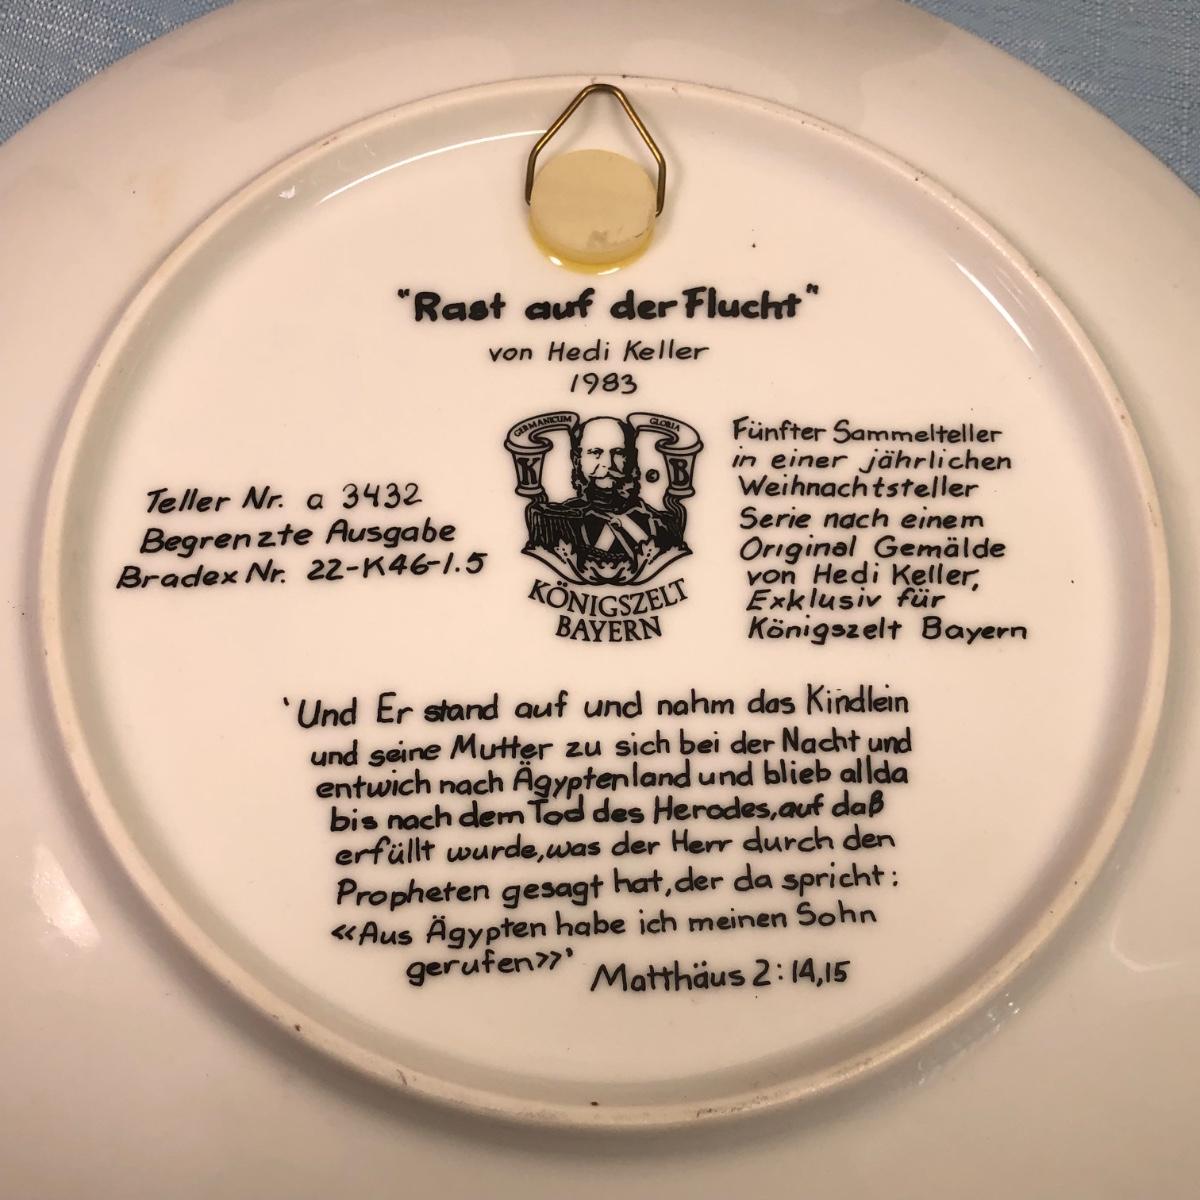 "Rast auf der Flucht"
von Hedi Keller
1983
GERMANICUM GLORIA
K B
KÖNIGSZELT
BAYERN
Teller Nr. a 3432
Begrenzte Ausgabe
Bradex Nr. 22-K46-1.5
Fünfter Sammelteller
in einer jährlichen
Weihnachtsteller
Serie nach einem
Original Gemälde
von Hedi Keller,
Exklusiv für
Königszelt Bayern
'Und Er stand auf und nahm das Kindlein
und seine Mutter zu sich bei der Nacht und
entwich nach Ägyptenland und blieb allda
bis nach dem Tod des Herodes, auf daß
erfüllt wurde, was der Herr durch den
Propheten gesagt hat, der da spricht:
«Aus Ägypten habe ich meinen Sohn
gerufen»' Matthäus 2:14,15